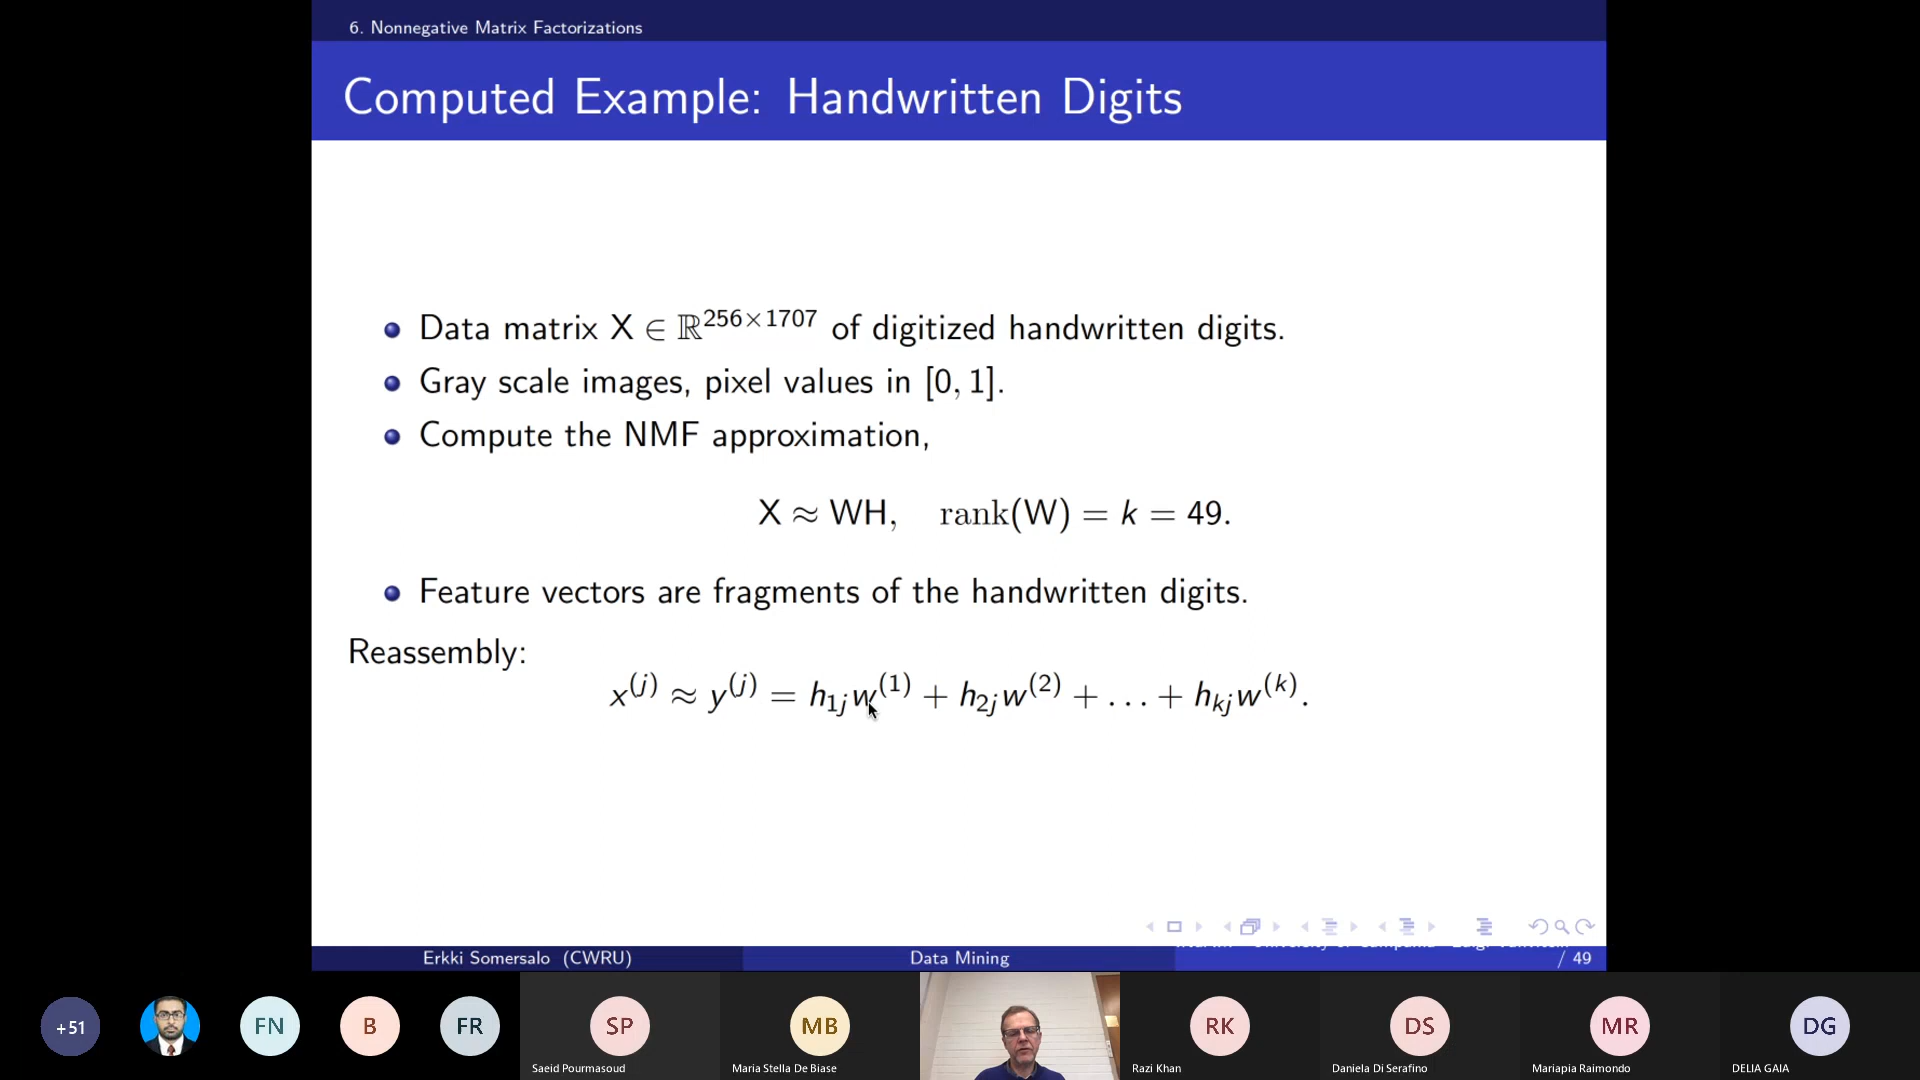 6. Nonnegative Matrix Factorizations
Computed Example: Handwritten Digits
Data matrix X ∈ ℝ^{256×1707} of digitized handwritten digits.
Gray scale images, pixel values in [0, 1].
Compute the NMF approximation,
X ≈ WH, rank(W) = k = 49.
Feature vectors are fragments of the handwritten digits.
Reassembly:
x^{(j)} ≈ y^{(j)} = h_{1j}w^{(1)} + h_{2j}w^{(2)} + . . . + h_{kj}w^{(k)}.
Erkki Somersalo (CWRU) Data Mining / 49
+51 FN B FR SP MB RK DS MR DG
Saeid Pourmasoud Maria Stella De Biase Razi Khan Daniela Di Serafino Mariapia Raimondo DELIA GAIA